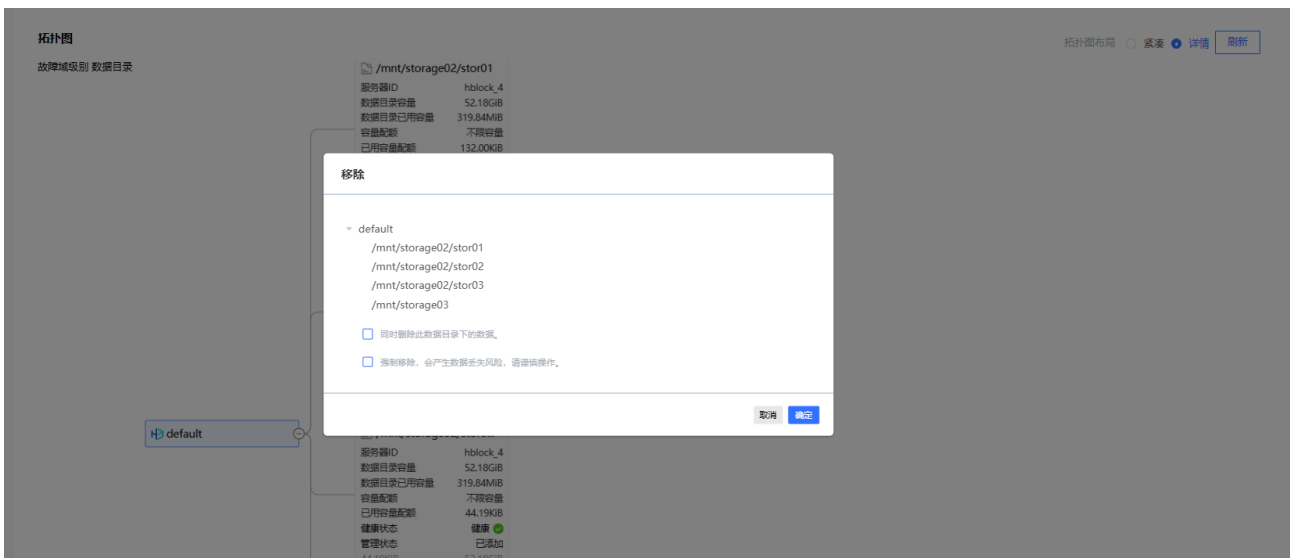 拓扑图
拓扑图布局 紧凑 详情 刷新
故障域级别 数据目录
/mnt/storage02/stor01
服务器ID hblock_4
数据目录容量 52.18GiB
数据目录已用容量 319.84MiB
容量配额 不限容量
已用容量配额 132.00KiB
移除
default
/mnt/storage02/stor01
/mnt/storage02/stor02
/mnt/storage02/stor03
/mnt/storage03
同时删除此数据目录下的数据。
强制移除,会产生数据丢失风险,请谨慎操作。
取消 确定
default
服务器ID hblock_4
数据目录容量 52.18GiB
数据目录已用容量 319.84MiB
容量配额 不限容量
已用容量配额 44.19KiB
健康状态 健康
管理状态 已添加